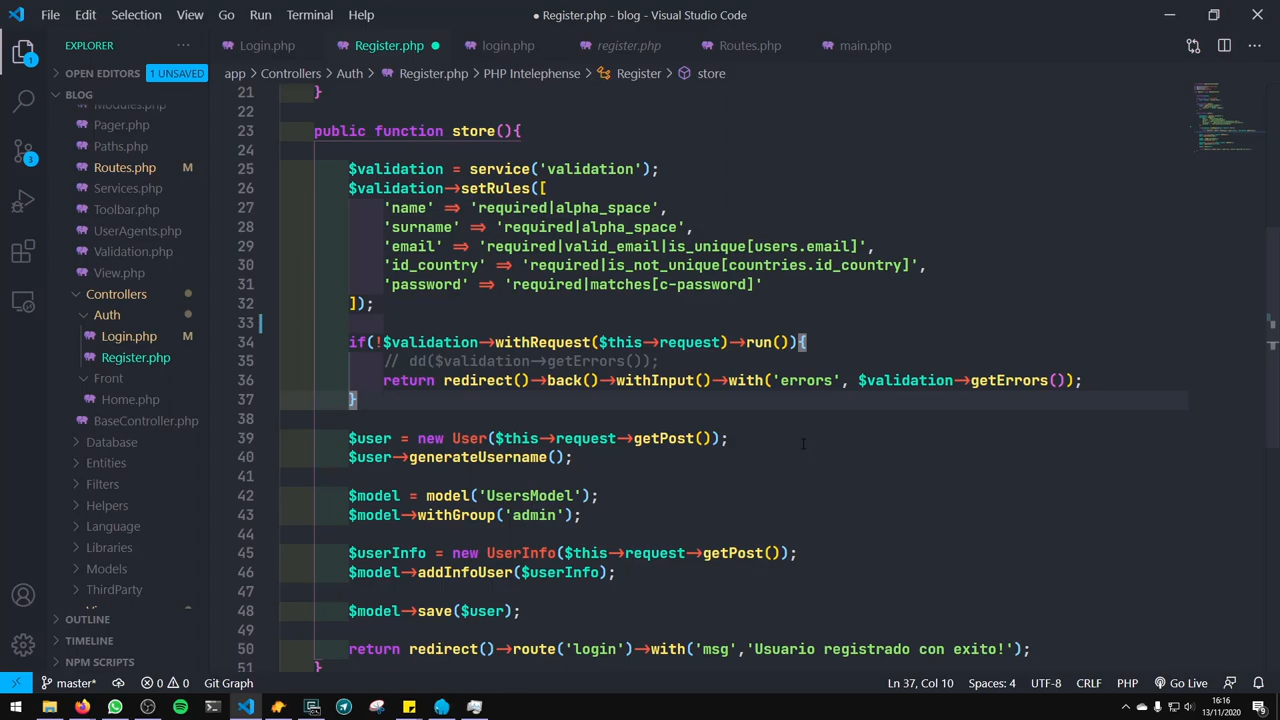 File Edit Selection View Go Run Terminal Help
● Register.php - blog - Visual Studio Code
EXPLORER
Login.php Register.php login.php register.php Routes.php main.php
OPEN EDITORS 1 UNSAVED
app > Controllers > Auth > Register.php > PHP Intelephense > Register > store
BLOG
Modules.php
Pager.php
Paths.php
Routes.php M
Services.php
Toolbar.php
UserAgents.php
Validation.php
View.php
Controllers
Auth
Login.php M
Register.php
Front
Home.php
BaseController.php
Database
Entities
Filters
Helpers
Language
Libraries
Models
ThirdParty
OUTLINE
TIMELINE
NPM SCRIPTS
21 }
22
23 public function store(){
24
25 $validation = service('validation');
26 $validation->setRules([
27 'name' => 'required|alpha_space',
28 'surname' => 'required|alpha_space',
29 'email' => 'required|valid_email|is_unique[users.email]',
30 'id_country' => 'required|is_not_unique[countries.id_country]',
31 'password' => 'required|matches[c-password]'
32 ]);
33
34 if(!$validation->withRequest($this->request)->run()){
35 // dd($validation->getErrors());
36 return redirect()->back()->withInput()->with('errors', $validation->getErrors());
37 }
38
39 $user = new User($this->request->getPost());
40 $user->generateUsername();
41
42 $model = model('UsersModel');
43 $model->withGroup('admin');
44
45 $userInfo = new UserInfo($this->request->getPost());
46 $model->addInfoUser($userInfo);
47
48 $model->save($user);
49
50 return redirect()->route('login')->with('msg','Usuario registrado con exito!');
51 }
master* 0 0 Git Graph
Ln 37, Col 10 Spaces: 4 UTF-8 CRLF PHP Go Live
16:16
13/11/2020